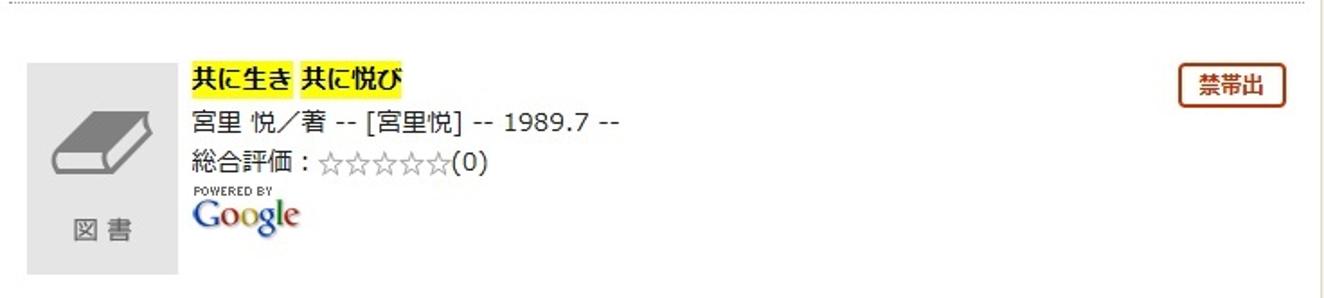 共に生き 共に悦び
禁帯出
宮里 悦／著 -- [宮里悦] -- 1989.7 --
総合評価：☆☆☆☆☆(0)
POWERED BY
Google
図書